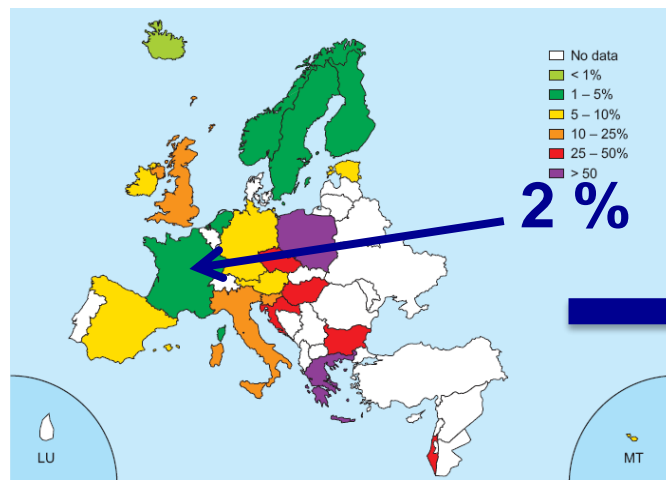 No data
< 1%
1 – 5%
5 – 10%
10 – 25%
25 – 50%
> 50
2 %
LU
MT